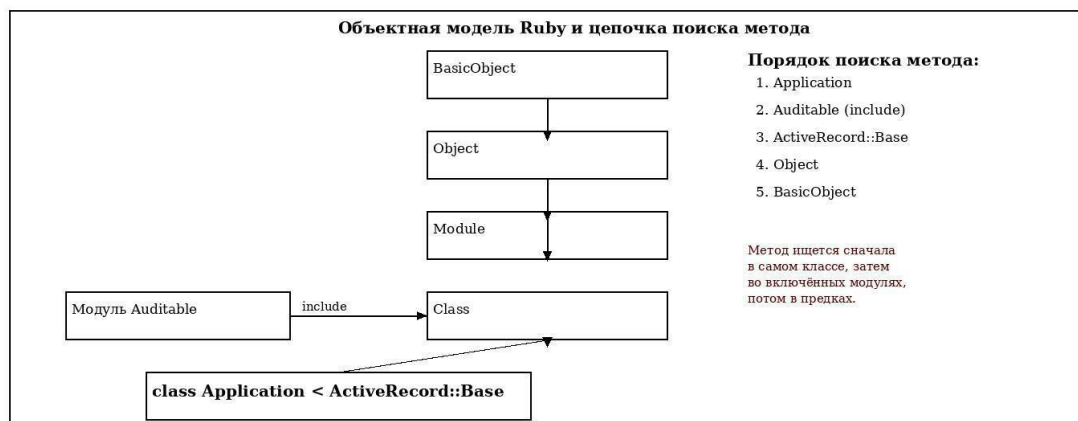 Объектная модель Ruby и цепочка поиска метода
BasicObject
Object
Module
Модуль Auditable
include
Class
class Application < ActiveRecord::Base
Порядок поиска метода:
1. Application
2. Auditable (include)
3. ActiveRecord::Base
4. Object
5. BasicObject
Метод ищется сначала
в самом классе, затем
во включённых модулях,
потом в предках.